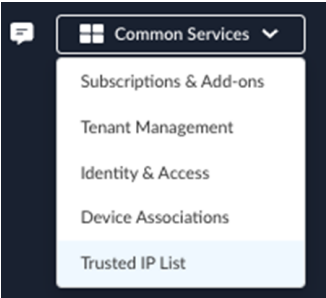 Common Services
Subscriptions & Add-ons
Tenant Management
Identity & Access
Device Associations
Trusted IP List